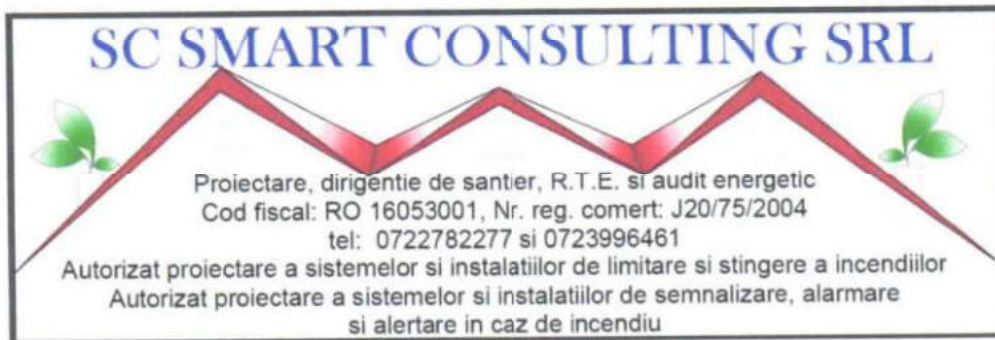 SC SMART CONSULTING SRL
Proiectare, dirigentie de santier, R.T.E. si audit energetic
Cod fiscal: RO 16053001, Nr. reg. comert: J20/75/2004
tel: 0722782277 si 0723996461
Autorizat proiectare a sistemelor si instalatiilor de limitare si stingere a incendiilor
Autorizat proiectare a sistemelor si instalatiilor de semnalizare, alarmare
si alertare in caz de incendiu